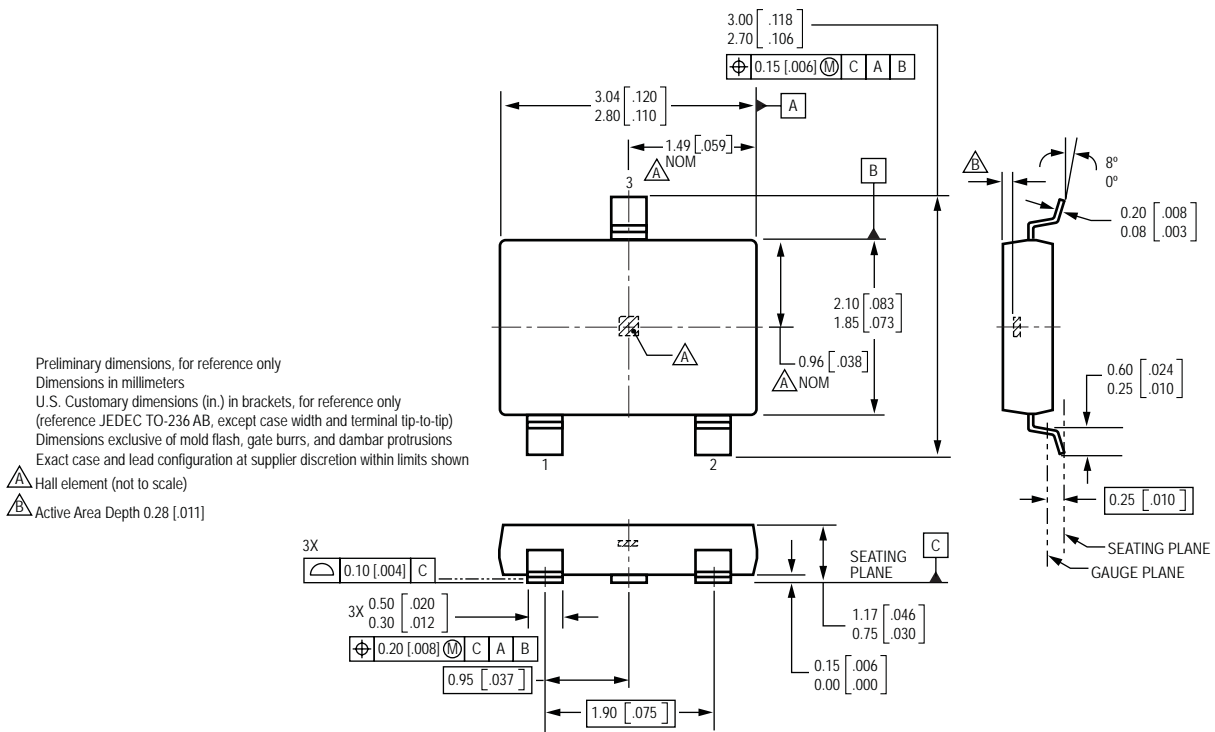 3.00 [ .118 ]
2.70 [ .106 ]
⌖ 0.15 [.006] Ⓜ C A B
3.04 [ .120 ]
2.80 [ .110 ]
A
1.49 [.059]
A NOM
3
B
B
8º
0º
0.20 [ .008 ]
0.08 [ .003 ]
2.10 [ .083 ]
1.85 [ .073 ]
A
0.96 [.038]
A NOM
0.60 [ .024 ]
0.25 [ .010 ]
1
2
0.25 [.010]
SEATING PLANE
GAUGE PLANE
Preliminary dimensions, for reference only
Dimensions in millimeters
U.S. Customary dimensions (in.) in brackets, for reference only
(reference JEDEC TO-236 AB, except case width and terminal tip-to-tip)
Dimensions exclusive of mold flash, gate burrs, and dambar protrusions
Exact case and lead configuration at supplier discretion within limits shown
A Hall element (not to scale)
B Active Area Depth 0.28 [.011]
3X
⌓ 0.10 [.004] C
SEATING
PLANE
C
3X 0.50 [ .020 ]
0.30 [ .012 ]
⌖ 0.20 [.008] Ⓜ C A B
1.17 [ .046 ]
0.75 [ .030 ]
0.95 [.037]
0.15 [ .006 ]
0.00 [ .000 ]
1.90 [.075]